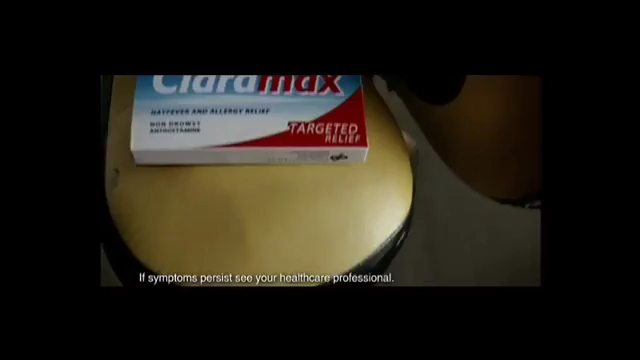 Claramax
HAYFEVER AND ALLERGY RELIEF
NON DROWSY
ANTIHISTAMINE
TARGETED
RELIEF
If symptoms persist see your healthcare professional.